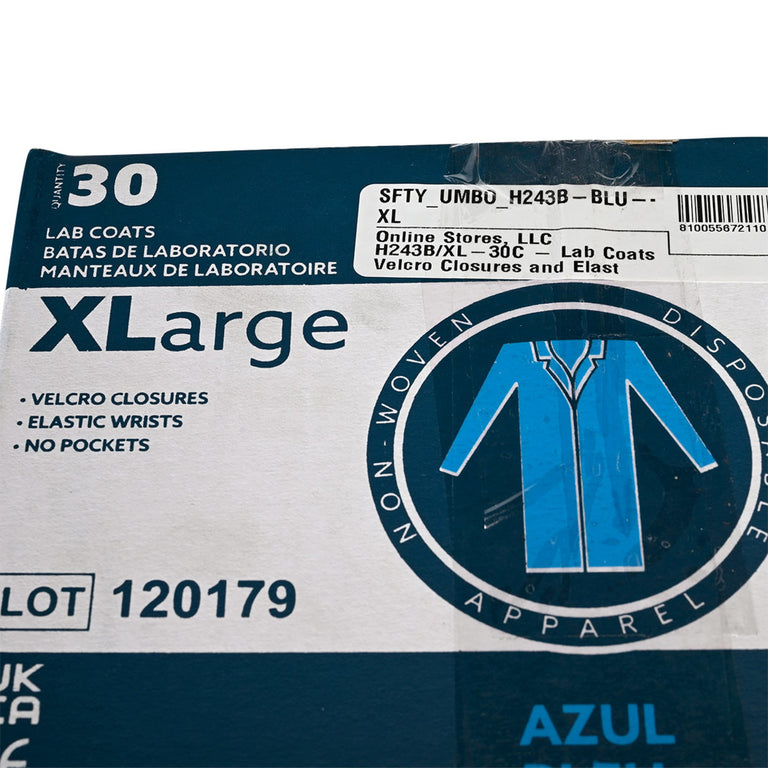 QUANTITY
30
LAB COATS
BATAS DE LABORATORIO
MANTEAUX DE LABORATOIRE
SFTY_UMBO_H243B-BLU--
XL
Online Stores, LLC
H243B/XL-30C - Lab Coats
Velcro Closures and Elast
810055672110
XLarge
• VELCRO CLOSURES
• ELASTIC WRISTS
• NO POCKETS
NON-WOVEN DISPOSABLE
APPAREL
LOT 120179
UK
CA
AZUL
BLEU